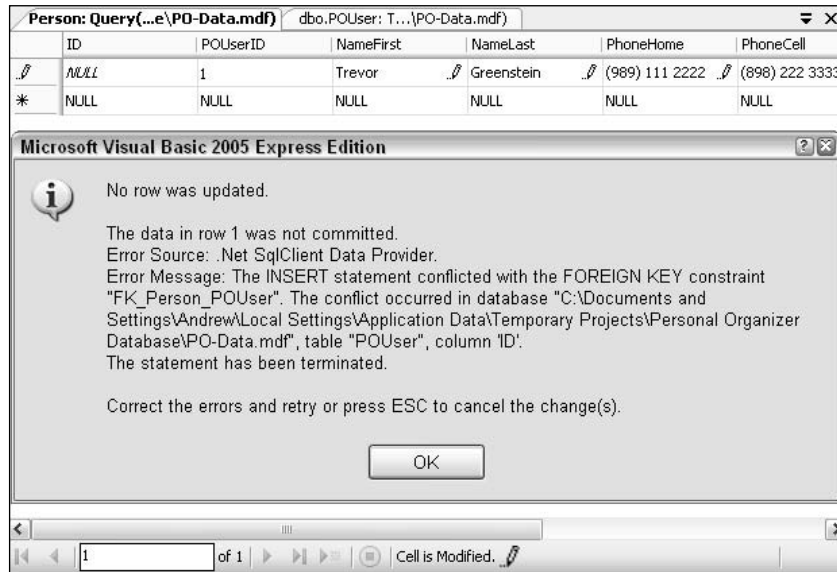 Person: Query(...e\PO-Data.mdf) dbo.POUser: T...\PO-Data.mdf)
ID POUserID NameFirst NameLast PhoneHome PhoneCell
NULL 1 Trevor Greenstein (989) 111 2222 (898) 222 3333
NULL NULL NULL NULL NULL NULL
Microsoft Visual Basic 2005 Express Edition
No row was updated.
The data in row 1 was not committed.
Error Source: .Net SqlClient Data Provider.
Error Message: The INSERT statement conflicted with the FOREIGN KEY constraint
"FK_Person_POUser". The conflict occurred in database "C:\Documents and
Settings\Andrew\Local Settings\Application Data\Temporary Projects\Personal Organizer
Database\PO-Data.mdf", table "POUser", column 'ID'.
The statement has been terminated.
Correct the errors and retry or press ESC to cancel the change(s).
OK
1 of 1 Cell is Modified.